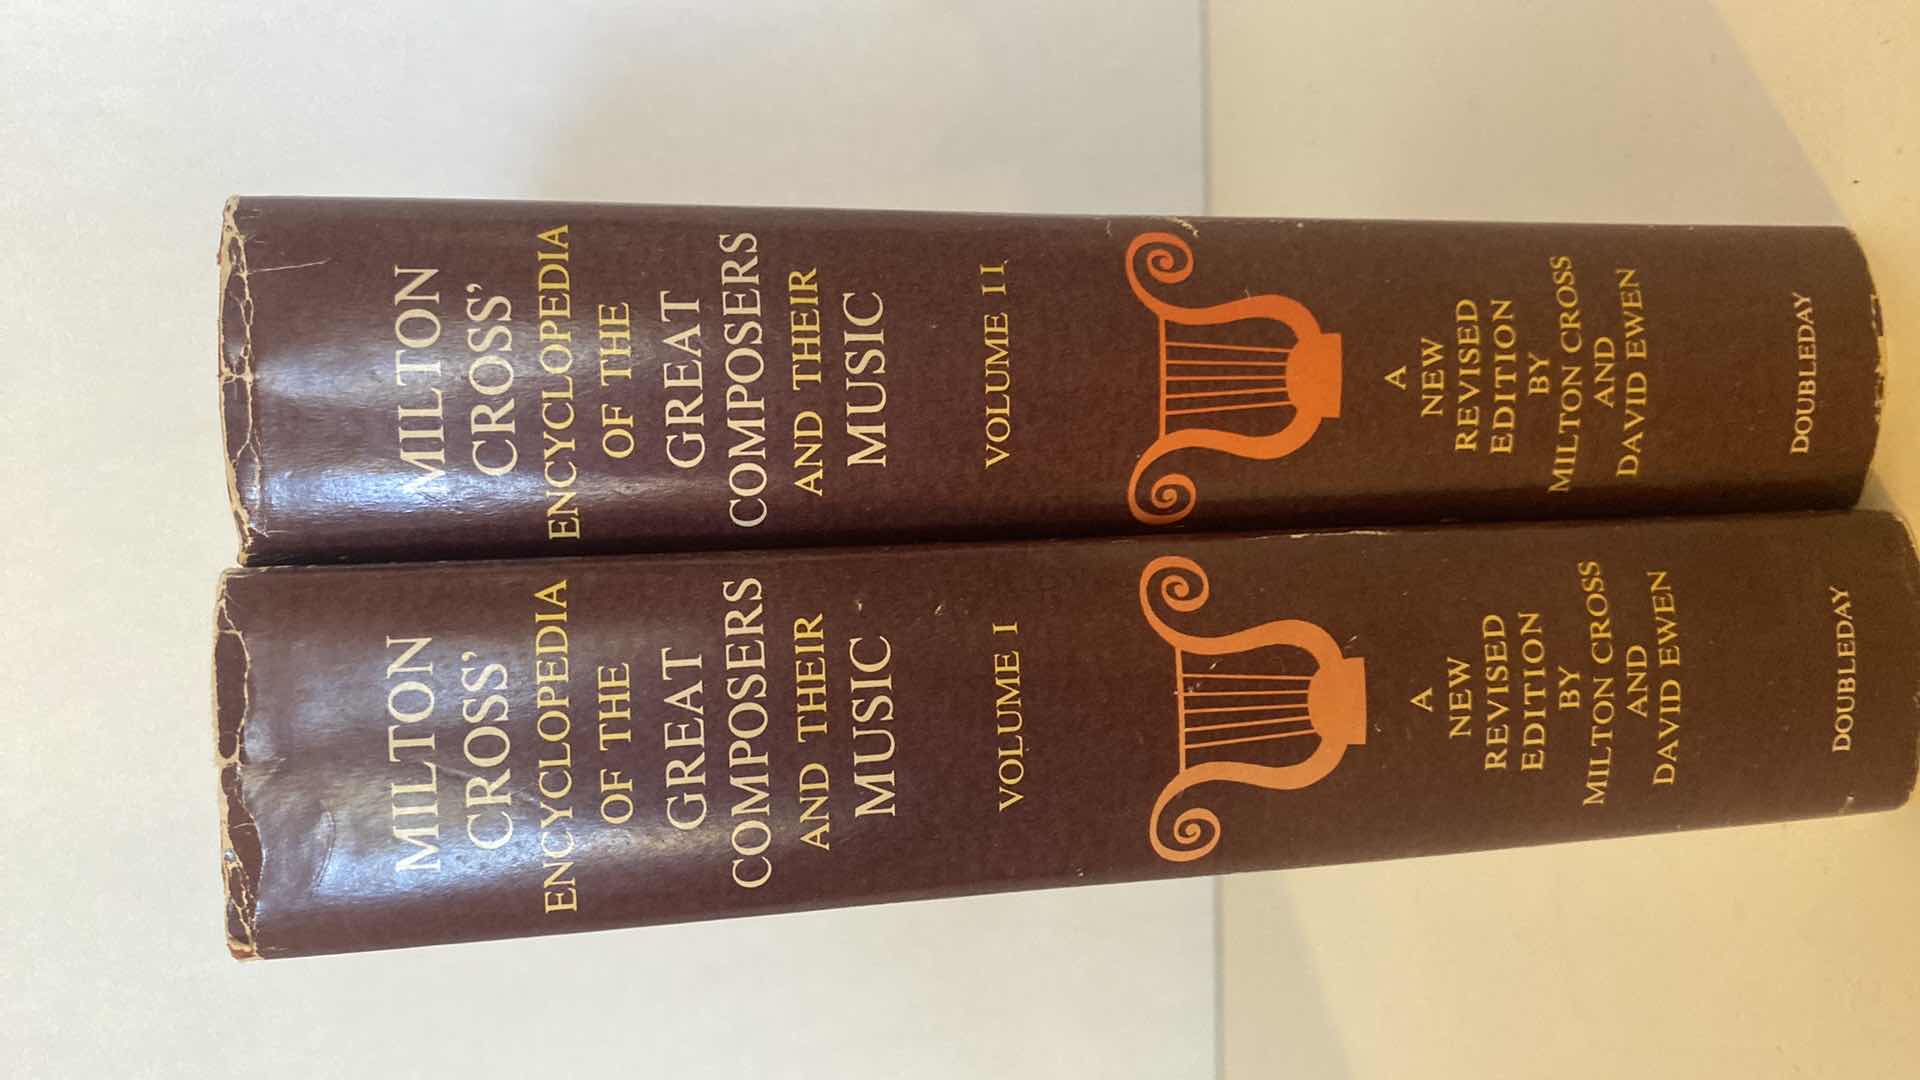 MILTON
CROSS'
ENCYCLOPEDIA
OF THE
GREAT
COMPOSERS
AND THEIR
MUSIC
VOLUME I
A
NEW
REVISED
EDITION
BY
MILTON CROSS
AND
DAVID EWEN
DOUBLEDAY
MILTON
CROSS'
ENCYCLOPEDIA
OF THE
GREAT
COMPOSERS
AND THEIR
MUSIC
VOLUME II
A
NEW
REVISED
EDITION
BY
MILTON CROSS
AND
DAVID EWEN
DOUBLEDAY